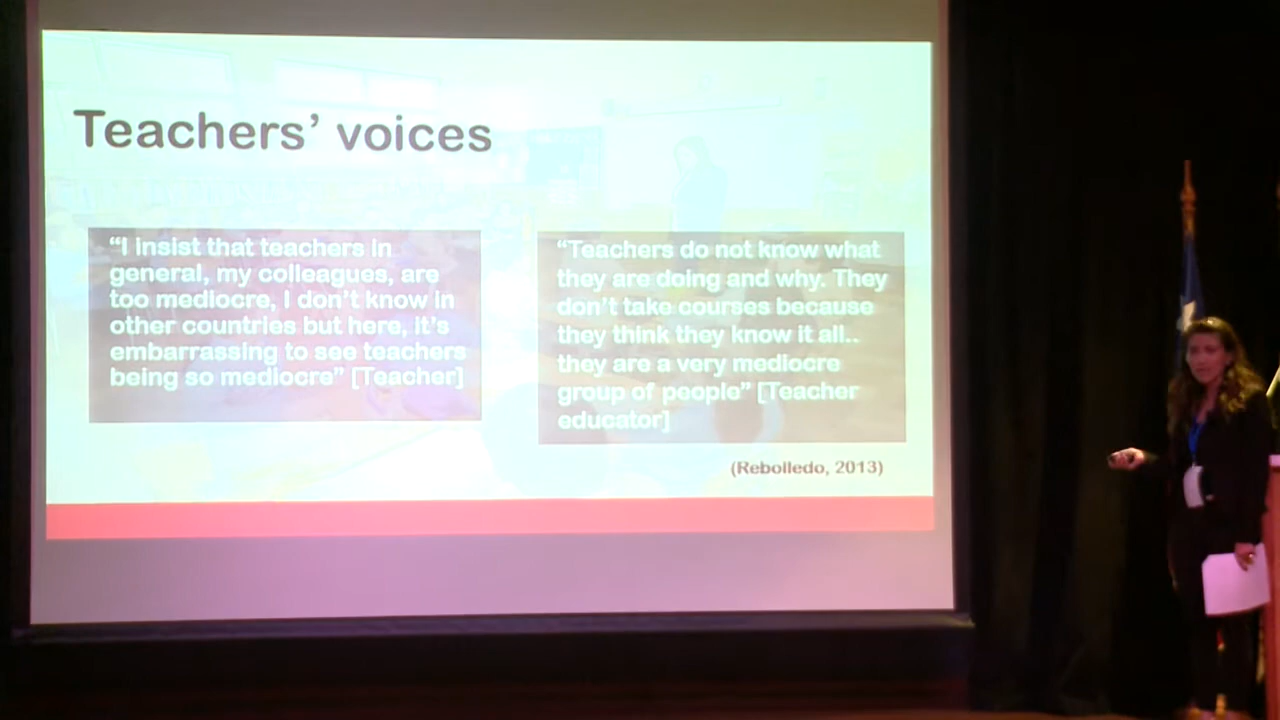 Teachers’ voices
“I insist that teachers in
general, my colleagues, are
too mediocre, I don’t know in
other countries but here, it’s
embarrassing to see teachers
being so mediocre” [Teacher]
“Teachers do not know what
they are doing and why. They
don’t take courses because
they think they know it all..
they are a very mediocre
group of people” [Teacher
educator]
(Rebolledo, 2013)